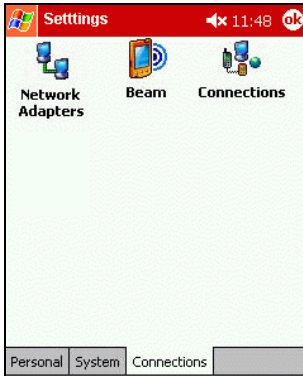 Setttings 11:48 ok
Network Adapters
Beam
Connections
Personal System Connections